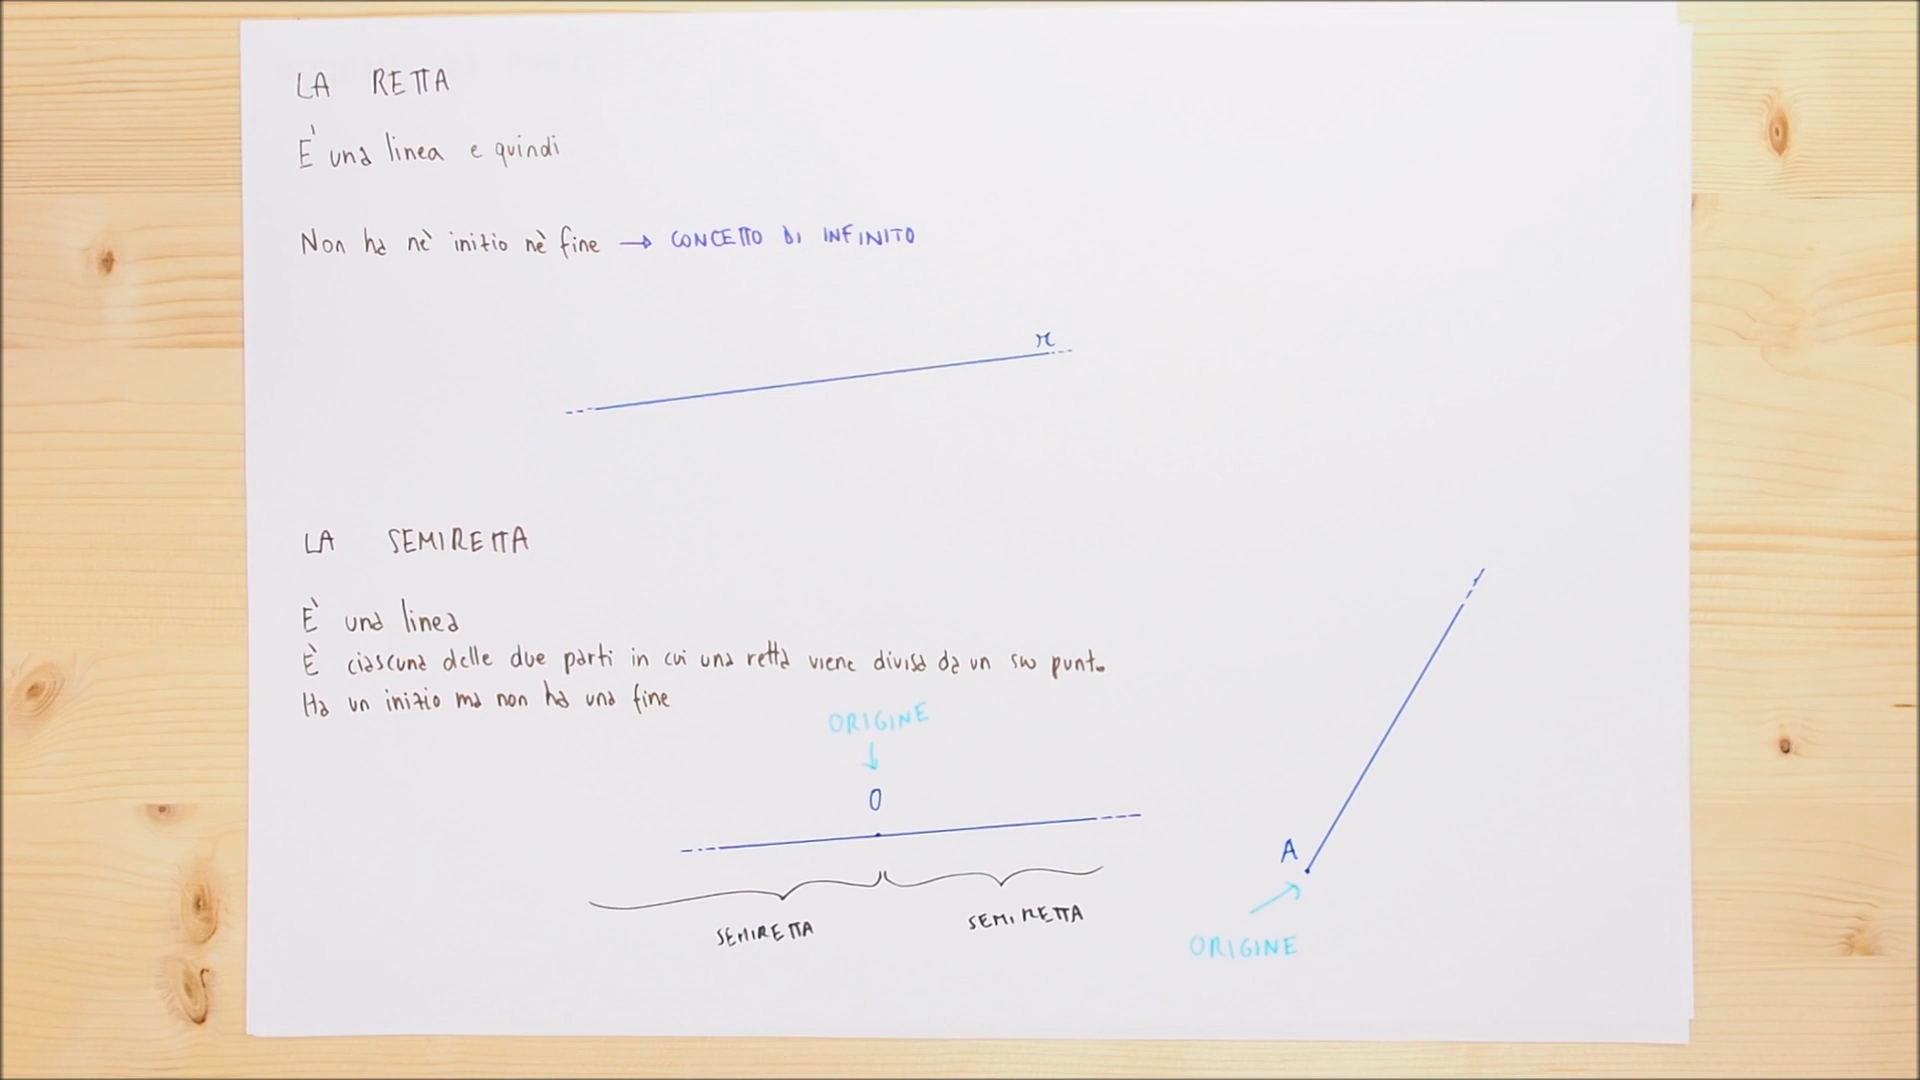 LA RETTA
E' una linea e quindi
Non ha nè inizio nè fine → CONCETTO DI INFINITO
r
LA SEMIRETTA
È una linea
È ciascuna delle due parti in cui una retta viene divisa da un suo punto
Ha un inizio ma non ha una fine
ORIGINE
O
A
SEMIRETTA SEMIRETTA
ORIGINE